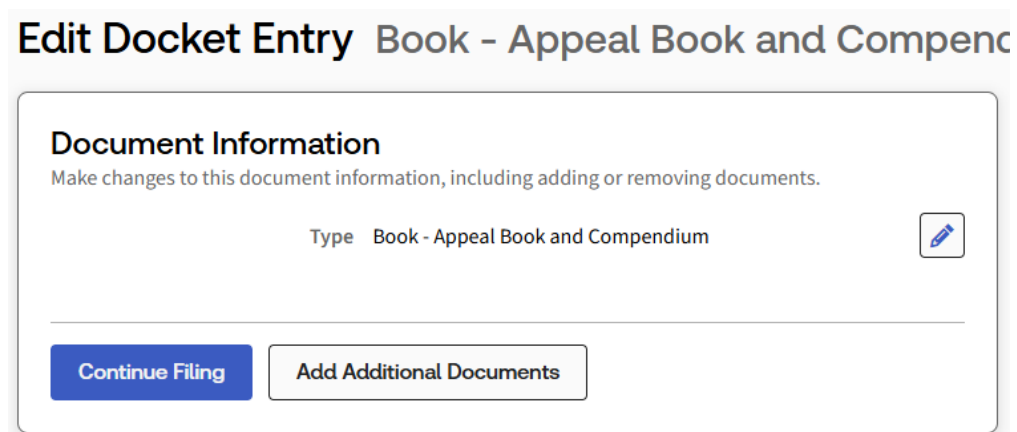 Edit Docket Entry Book - Appeal Book and Compend
Document Information
Make changes to this document information, including adding or removing documents.
Type Book - Appeal Book and Compendium
Continue Filing Add Additional Documents